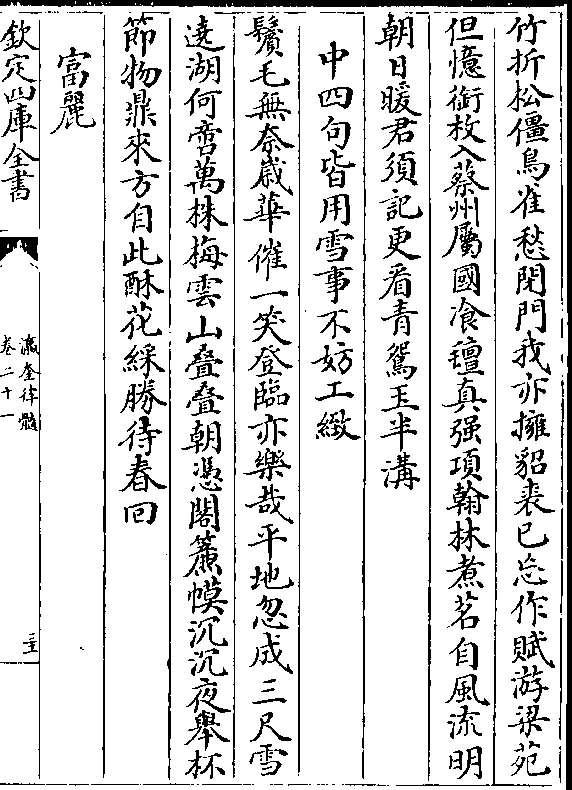 竹折松僵鳥雀愁閉門我亦擁貂裘已忘作賦游梁苑
但憶銜枚入蔡州屬國飡氊真强項翰林煮茗自風流明
朝日暖君須記更看青鴛玉半溝
中四句皆用雪事不妨工緻
鬢毛無奈歲華催一笑登臨亦樂哉平地忽成三尺雪
遶湖何啻萬株梅雲山疊疊朝憑閣簾幙沉沉夜舉杯
節物鼎來方自此酥花綵勝待春回
富麗
欽定四庫全書
瀛奎律髓
卷二十一
三十